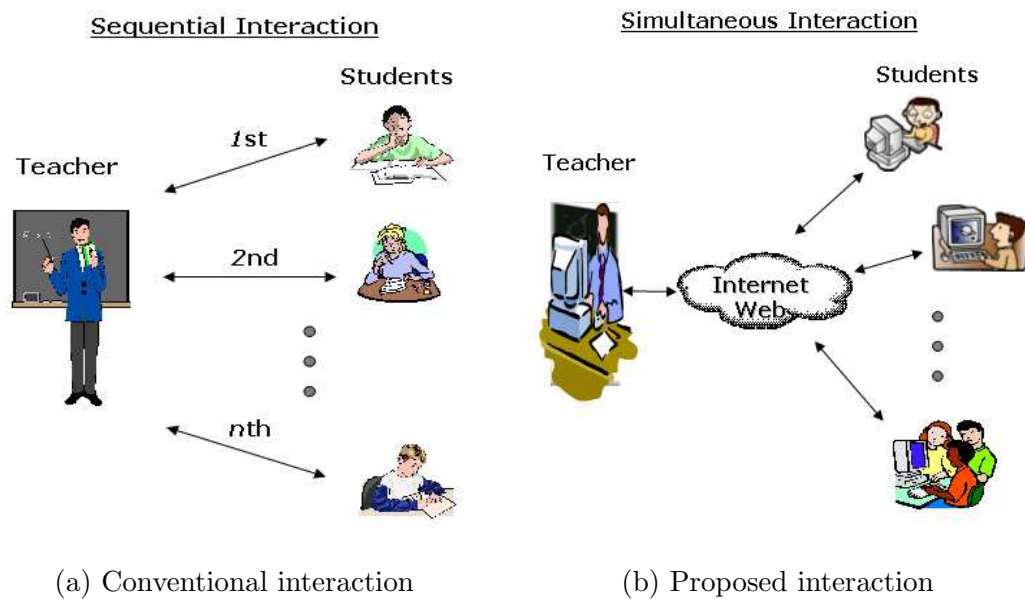 Sequential Interaction
Students
Teacher
1st
2nd
nth
(a) Conventional interaction
Simultaneous Interaction
Students
Teacher
Internet
Web
(b) Proposed interaction